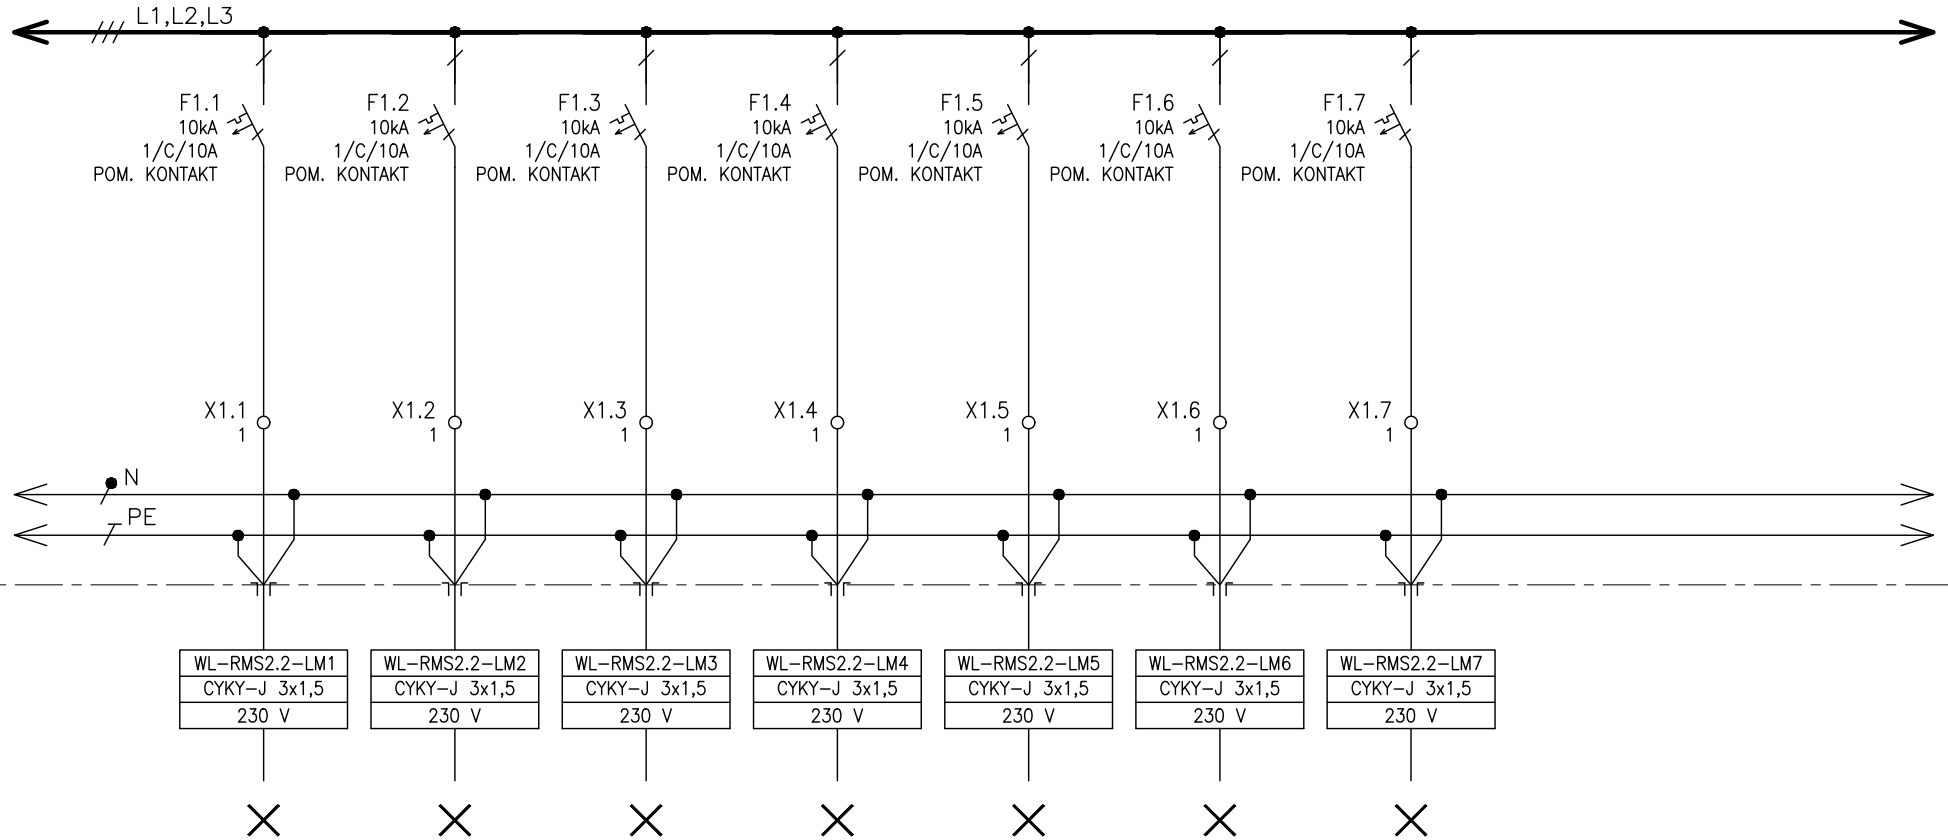 L1,L2,L3
F1.1
10kA
1/C/10A
POM. KONTAKT
F1.2
10kA
1/C/10A
POM. KONTAKT
F1.3
10kA
1/C/10A
POM. KONTAKT
F1.4
10kA
1/C/10A
POM. KONTAKT
F1.5
10kA
1/C/10A
POM. KONTAKT
F1.6
10kA
1/C/10A
POM. KONTAKT
F1.7
10kA
1/C/10A
POM. KONTAKT
X1.1
1
X1.2
1
X1.3
1
X1.4
1
X1.5
1
X1.6
1
X1.7
1
N
PE
WL-RMS2.2-LM1
CYKY-J 3x1,5
230 V
WL-RMS2.2-LM2
CYKY-J 3x1,5
230 V
WL-RMS2.2-LM3
CYKY-J 3x1,5
230 V
WL-RMS2.2-LM4
CYKY-J 3x1,5
230 V
WL-RMS2.2-LM5
CYKY-J 3x1,5
230 V
WL-RMS2.2-LM6
CYKY-J 3x1,5
230 V
WL-RMS2.2-LM7
CYKY-J 3x1,5
230 V